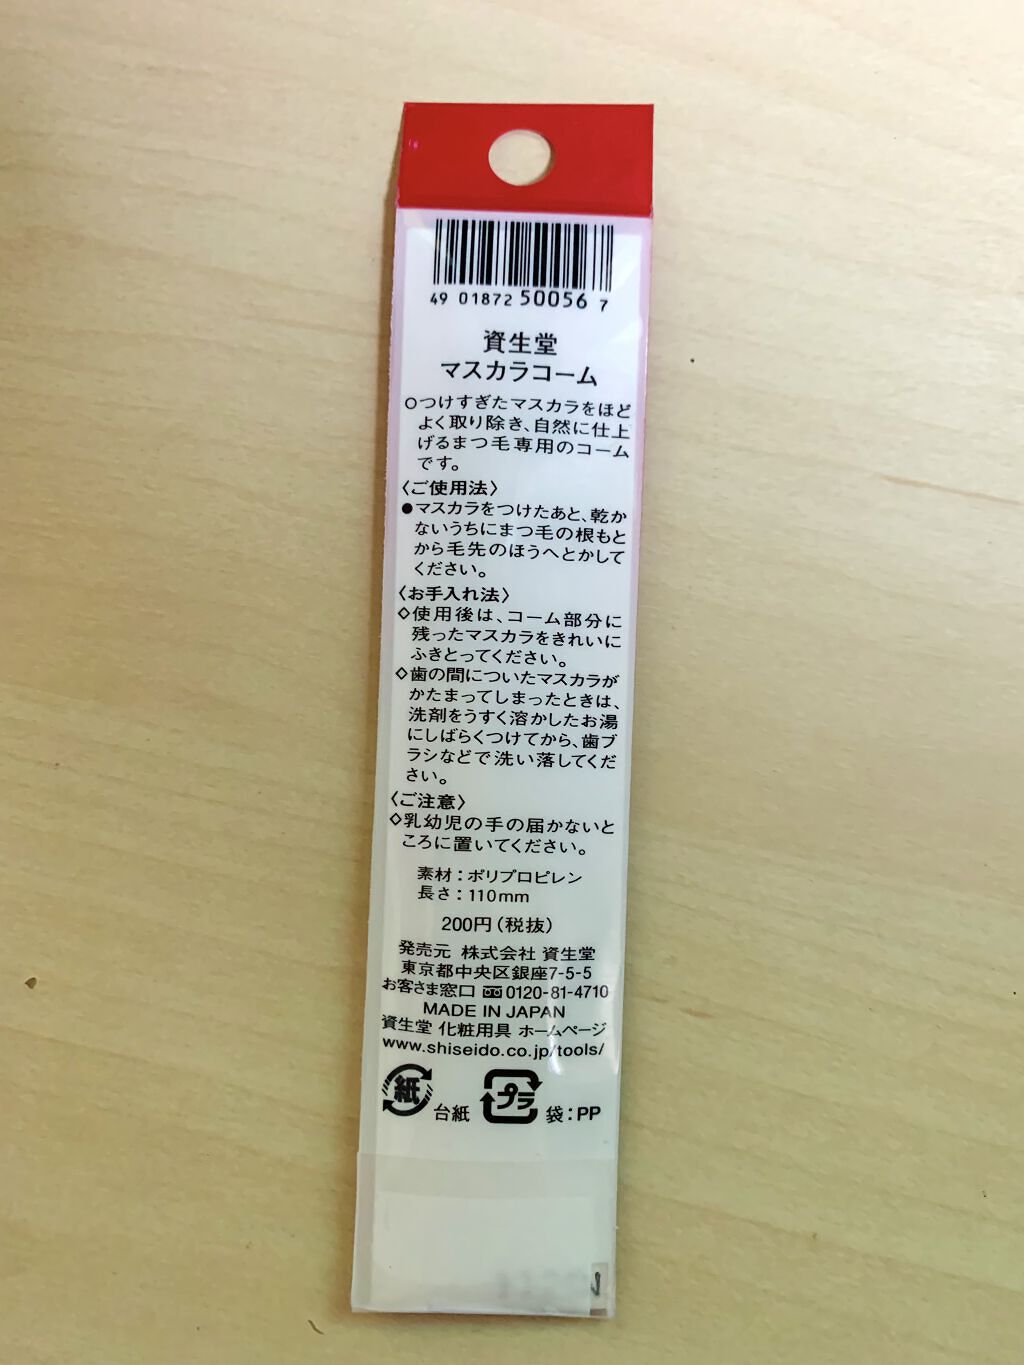 49 01872 50056 7
資生堂
マスカラコーム
○つけすぎたマスカラをほど
よく取り除き、自然に仕上
げるまつ毛専用のコーム
です。
〈ご使用法〉
●マスカラをつけたあと、乾か
ないうちにまつ毛の根もと
から毛先のほうへとかして
ください。
〈お手入れ法〉
◇使用後は、コーム部分に
残ったマスカラをきれいに
ふきとってください。
◇歯の間についたマスカラが
かたまってしまったときは、
洗剤をうすく溶かしたお湯
にしばらくつけてから、歯ブ
ラシなどで洗い落してくだ
さい。
〈ご注意〉
◇乳幼児の手の届かないと
ころに置いてください。
素材：ポリプロピレン
長さ：110mm
200円（税抜）
発売元 株式会社 資生堂
東京都中央区銀座7-5-5
お客さま窓口 0120-81-4710
MADE IN JAPAN
資生堂 化粧用具 ホームページ
www.shiseido.co.jp/tools/
紙 台紙 プラ 袋：PP